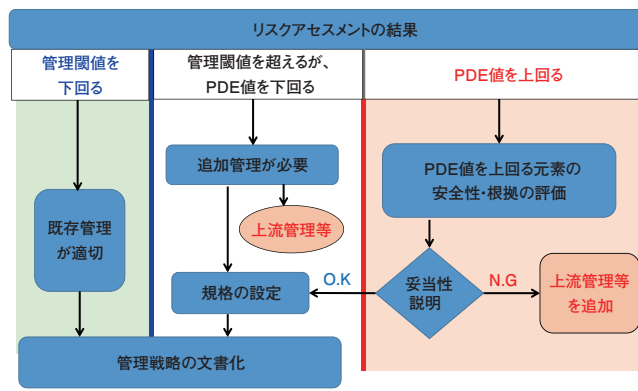 リスクアセスメントの結果
管理閾値を
下回る
管理閾値を超えるが、
PDE値を下回る
PDE値を上回る
追加管理が必要
PDE値を上回る元素の
安全性・根拠の評価
既存管理
が適切
上流管理等
規格の設定
O.K
妥当性
説明
N.G
上流管理等
を追加
管理戦略の文書化